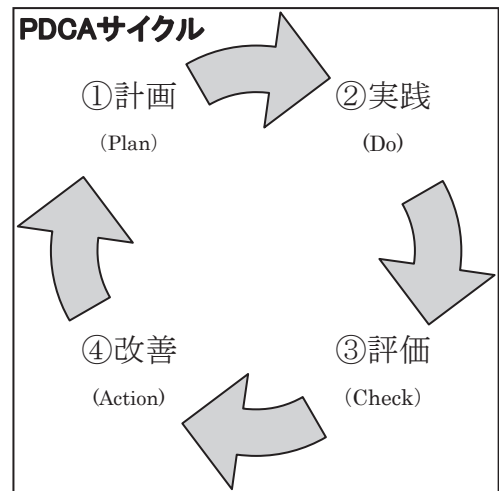 PDCAサイクル
①計画
(Plan)
②実践
(Do)
③評価
(Check)
④改善
(Action)